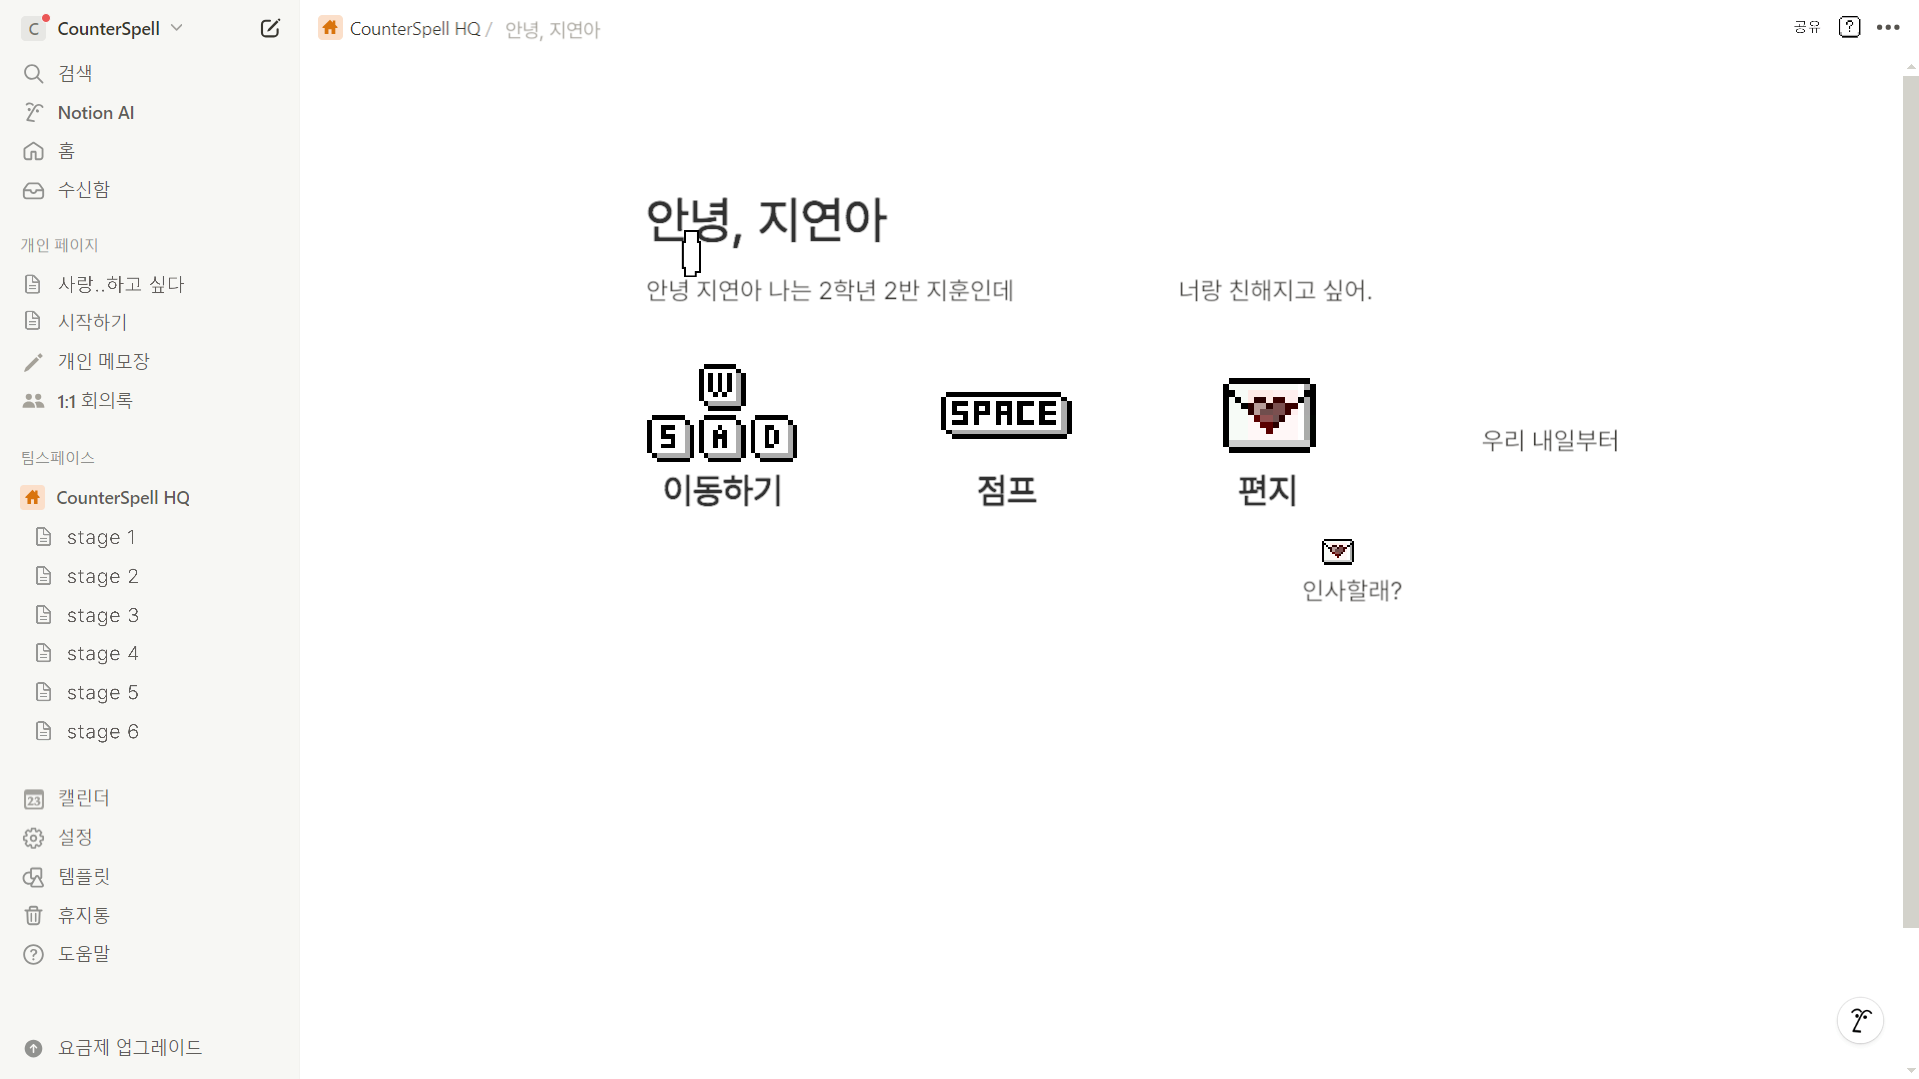 C CounterSpell
검색
Notion AI
홈
수신함
개인 페이지
사랑..하고 싶다
시작하기
개인 메모장
1:1 회의록
팀스페이스
CounterSpell HQ
stage 1
stage 2
stage 3
stage 4
stage 5
stage 6
23 캘린더
설정
템플릿
휴지통
? 도움말
요금제 업그레이드
CounterSpell HQ / 안녕, 지연아
공유 ? •••
안녕, 지연아
안녕 지연아 나는 2학년 2반 지훈인데 너랑 친해지고 싶어.
W
S A D
이동하기
SPACE
점프
편지
우리 내일부터
인사할래?